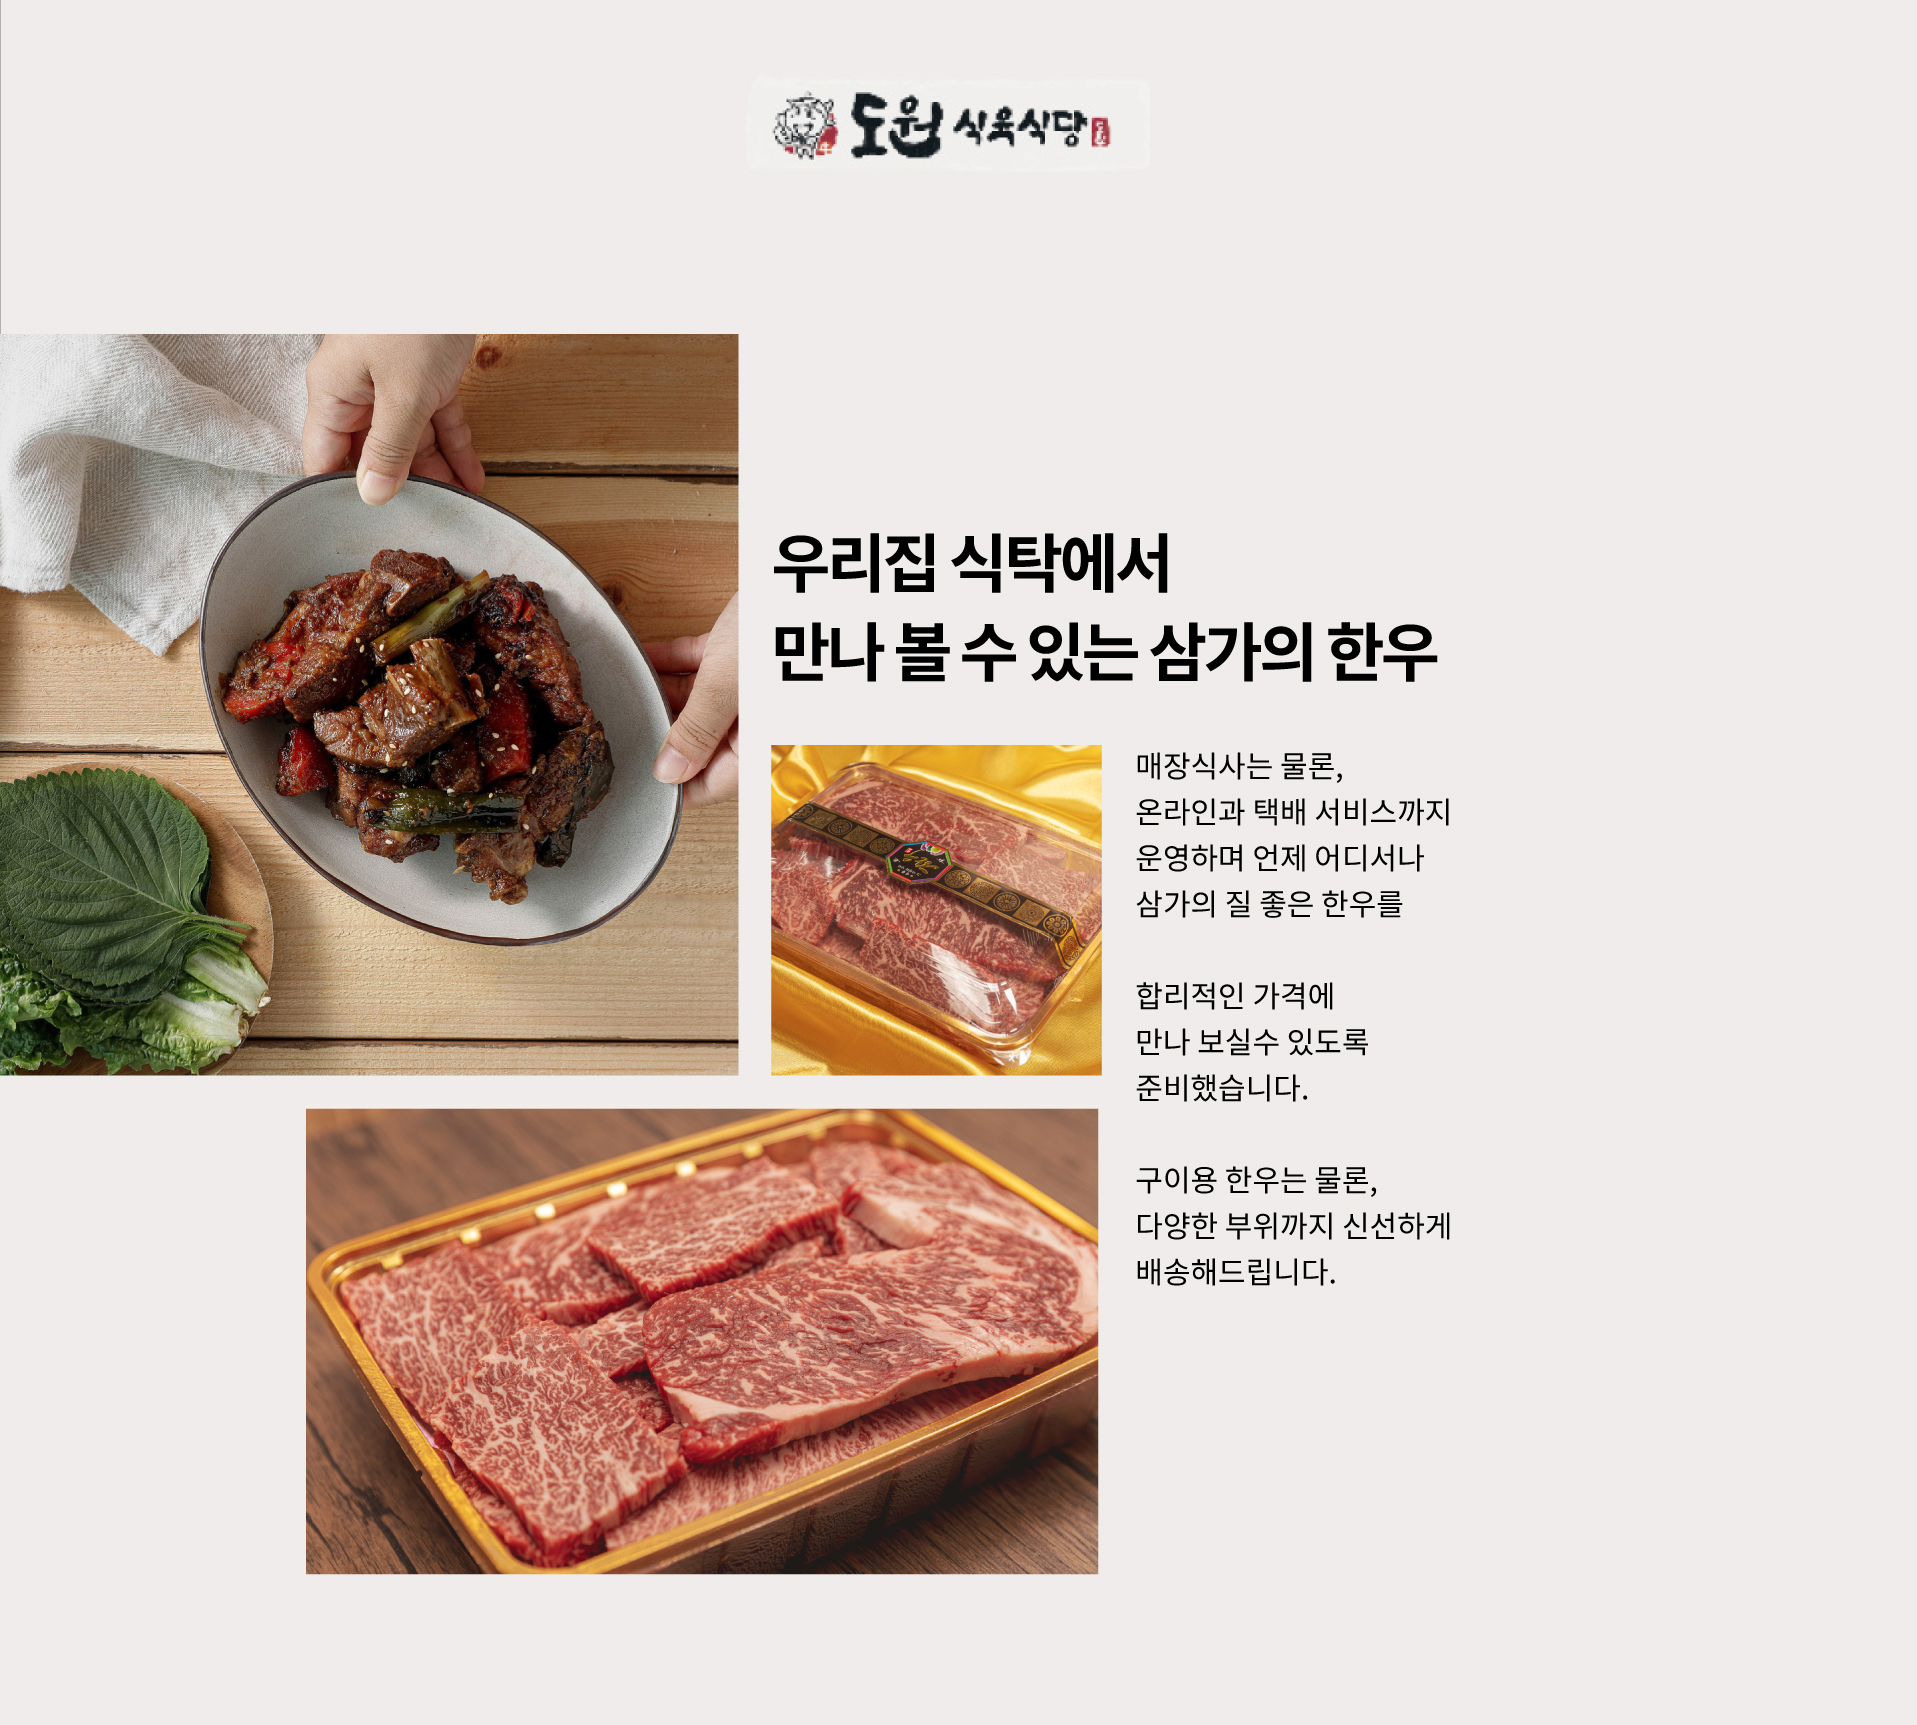 도원 식육식당
우리집 식탁에서
만나 볼 수 있는 삼가의 한우
매장식사는 물론,
온라인과 택배 서비스까지
운영하며 언제 어디서나
삼가의 질 좋은 한우를
합리적인 가격에
만나 보실수 있도록
준비했습니다.
구이용 한우는 물론,
다양한 부위까지 신선하게
배송해드립니다.